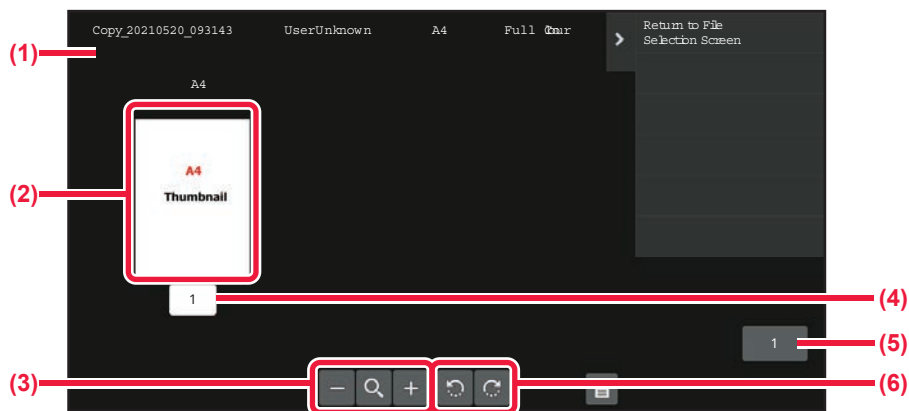 Copy_20210520_093143 UserUnknown A4 Full
Return to File
Selection Screen
(1)
A4
A4
Thumbnail
(2)
1
(4)
1
(5)
(3)
(6)